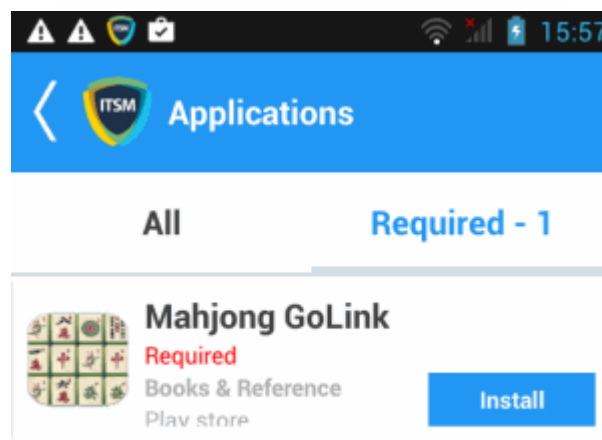 15:57
ITSM
Applications
All
Required - 1
Mahjong GoLink
Required
Books & Reference
Install
Play store